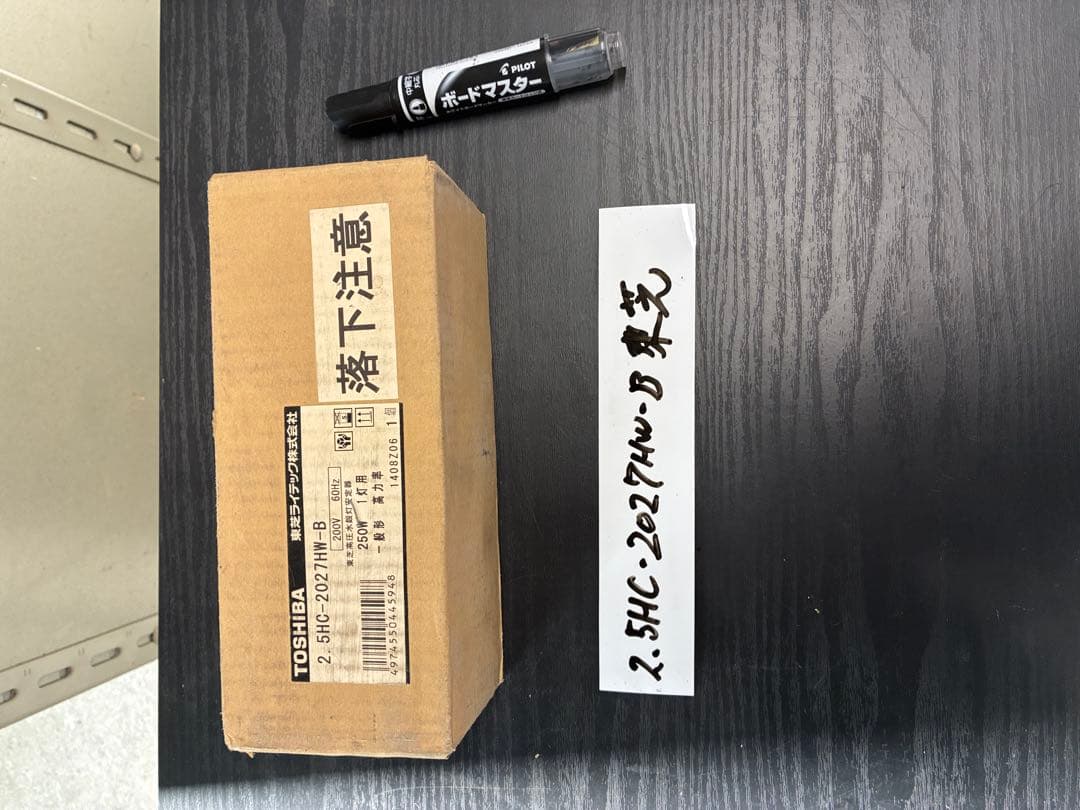 PILOT
ボードマスター
落下注意
TOSHIBA 東芝ライテック株式会社
2.5HC-2027HW-B
200V 60Hz
東芝高圧水銀灯安定器
250W 1灯用
一般形 高力率
4974550445948
1408Z06 1個
2.5HC-2027HW-B 東芝